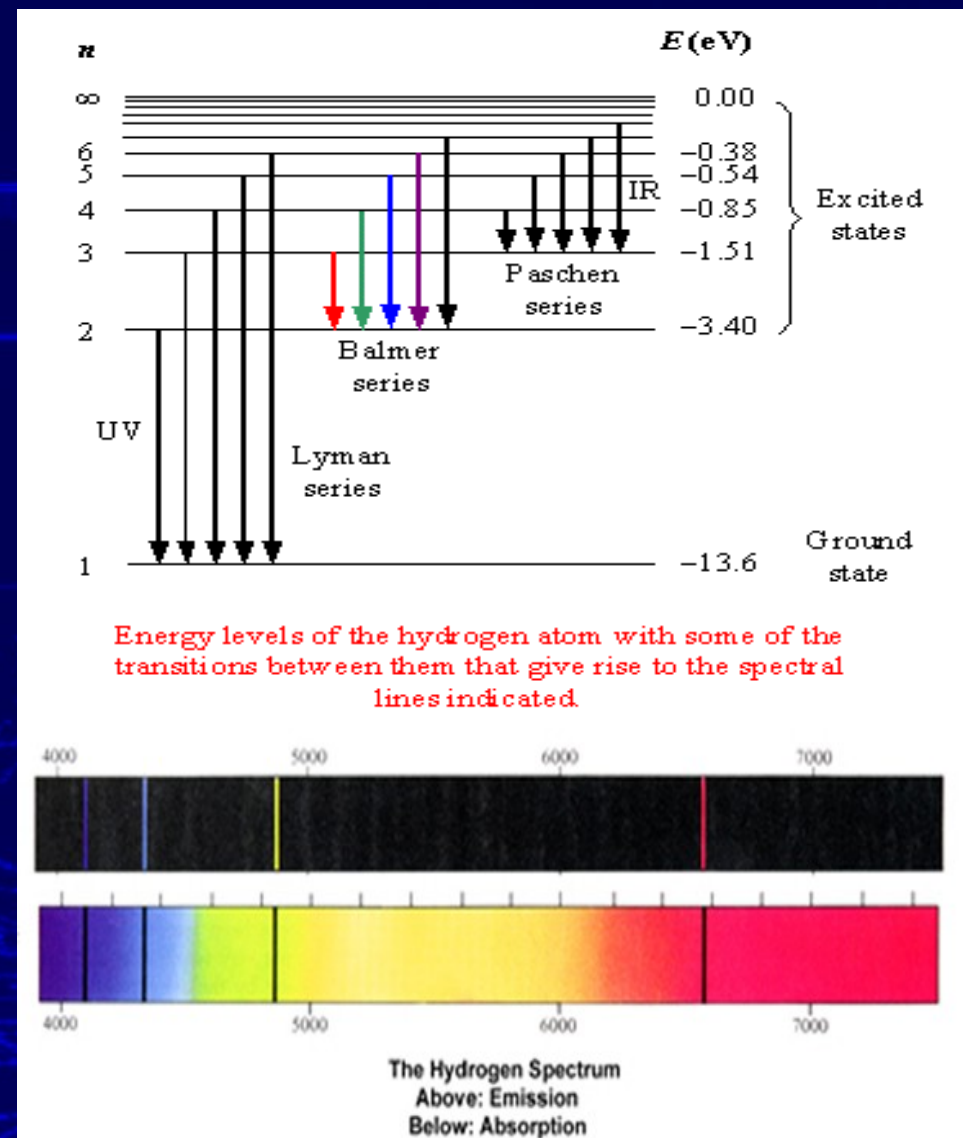 n E (eV)
∞ 0.00
6 −0.38
5 −0.54
IR
4 −0.85
Excited
states
3 −1.51
Paschen
series
2 −3.40
Balmer
series
UV
Lyman
series
1 −13.6
Ground
state
Energy levels of the hydrogen atom with some of the
transitions between them that give rise to the spectral
lines indicated.
4000 5000 6000 7000
4000 5000 6000 7000
The Hydrogen Spectrum
Above: Emission
Below: Absorption